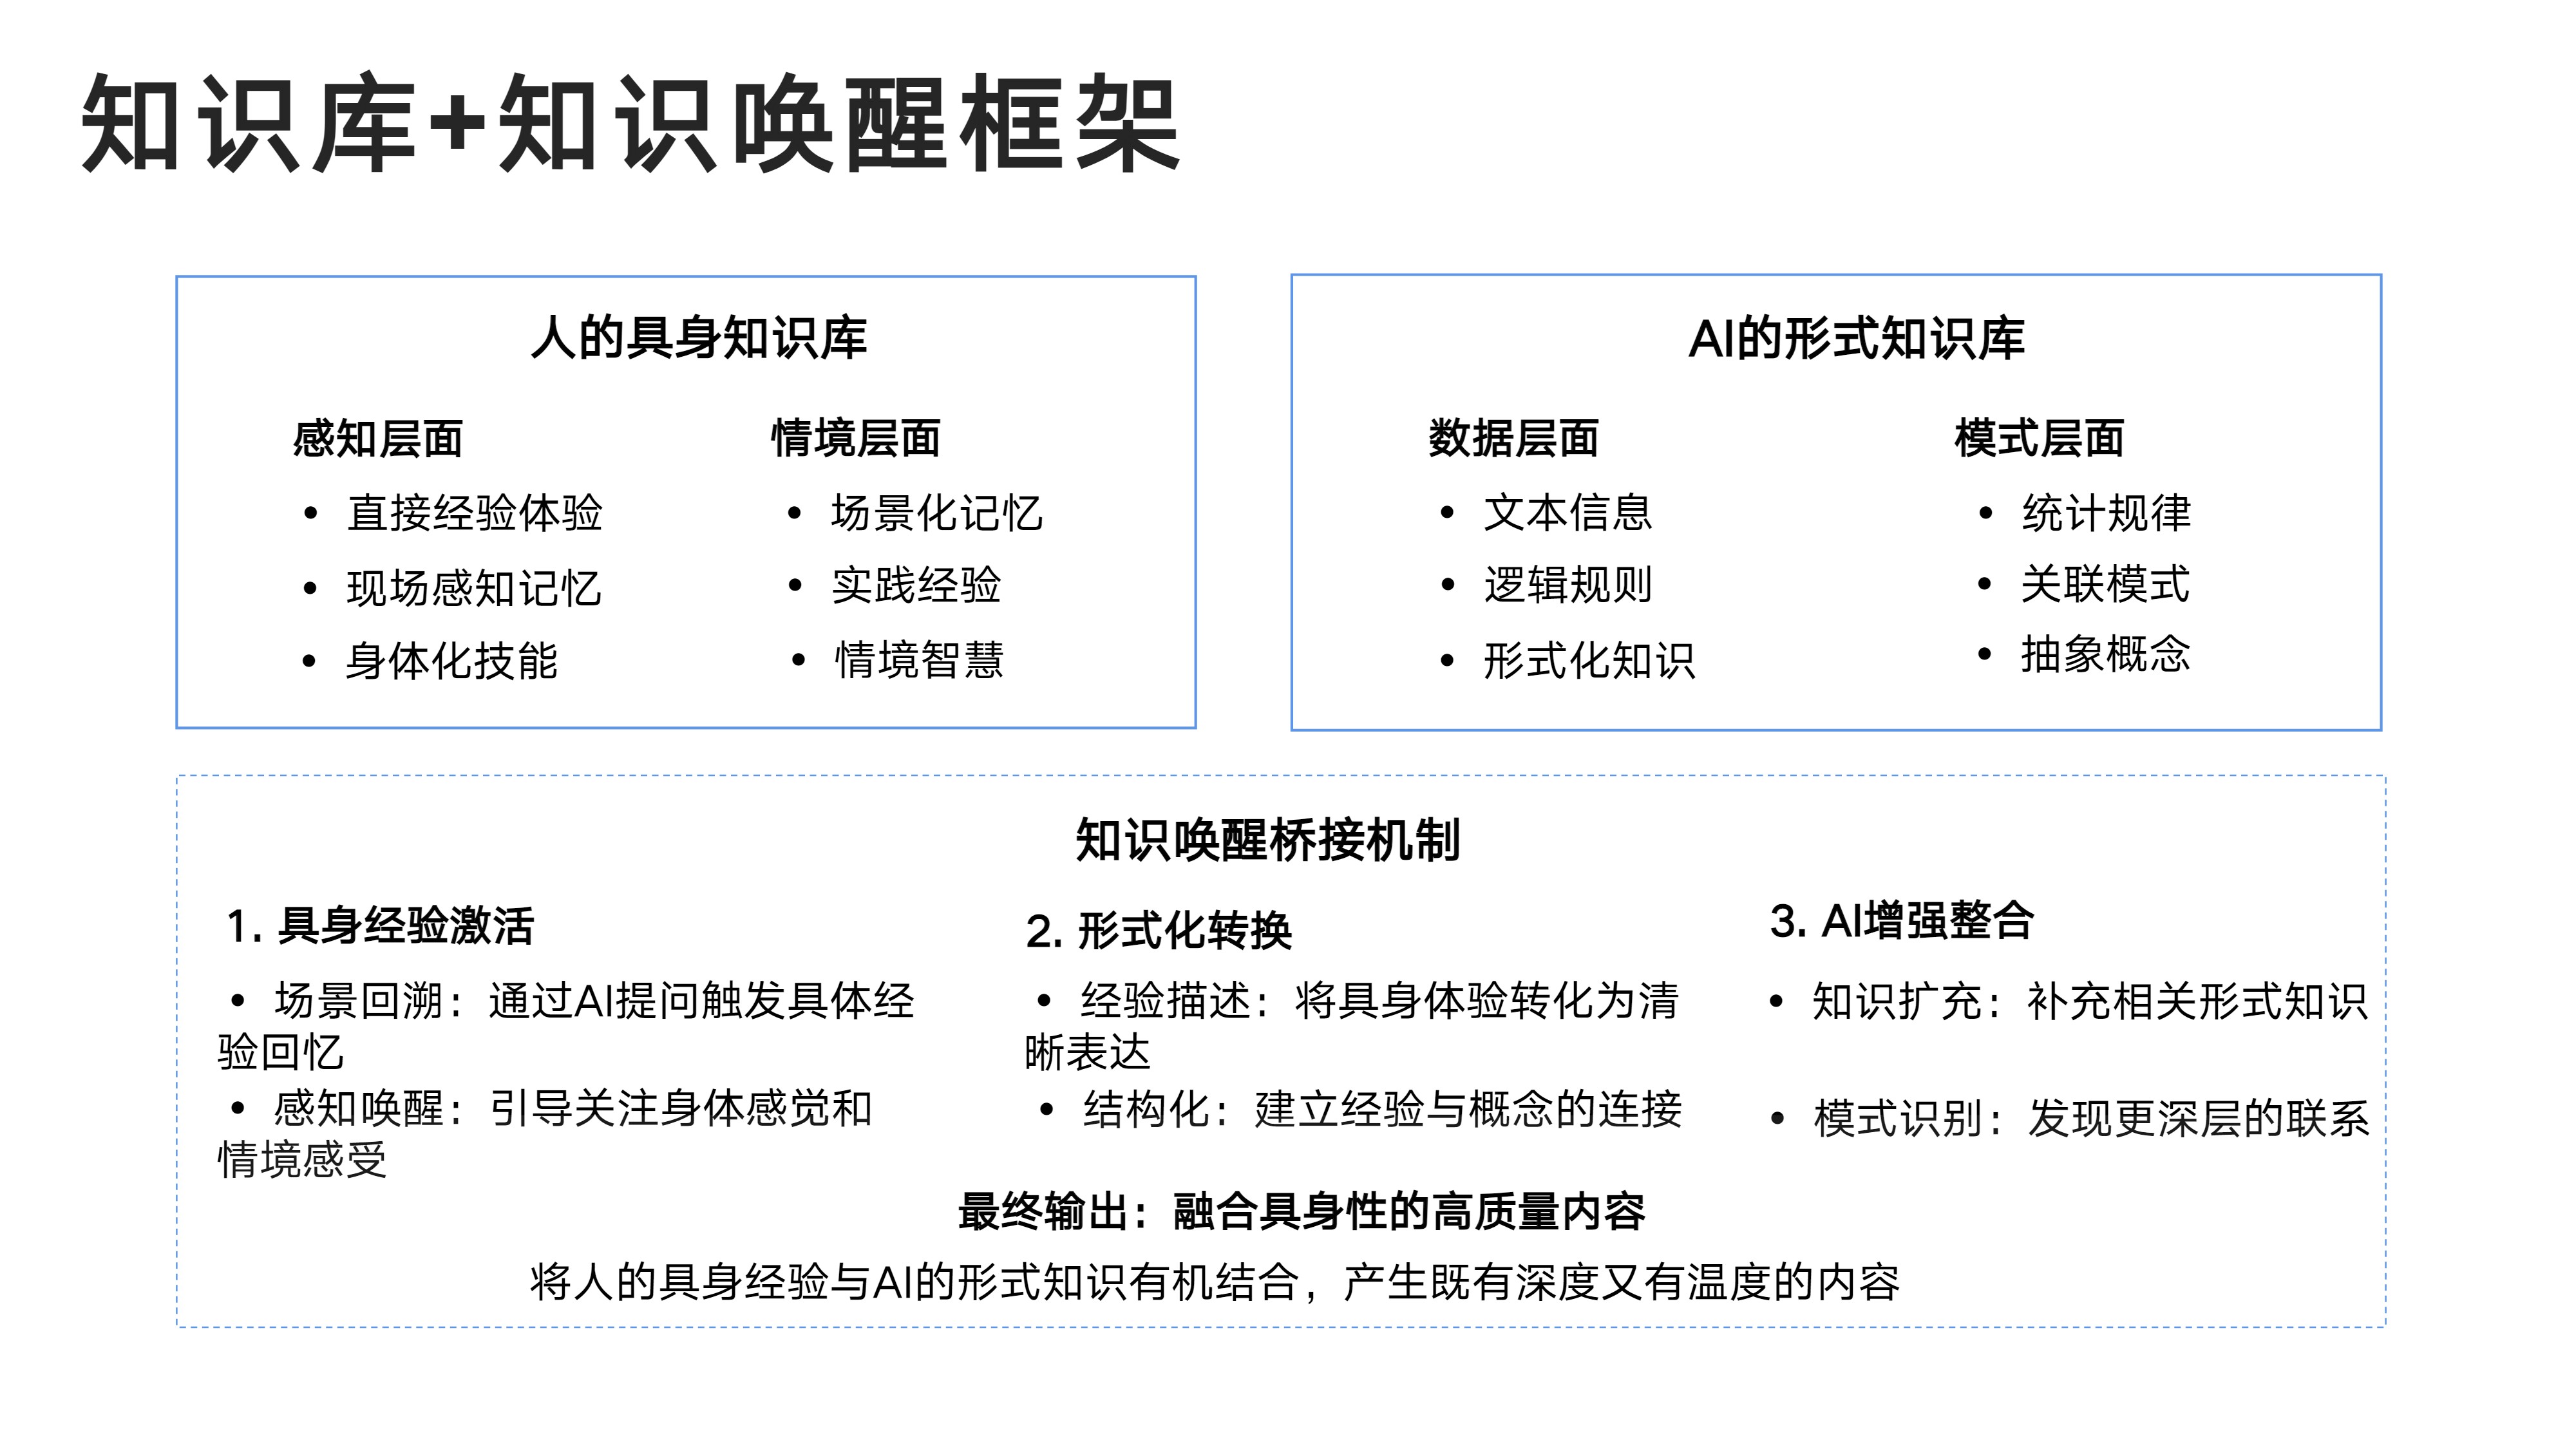 知识库+知识唤醒框架
人的具身知识库
感知层面
• 直接经验体验
• 现场感知记忆
• 身体化技能
情境层面
• 场景化记忆
• 实践经验
• 情境智慧
AI的形式知识库
数据层面
• 文本信息
• 逻辑规则
• 形式化知识
模式层面
• 统计规律
• 关联模式
• 抽象概念
知识唤醒桥接机制
1. 具身经验激活
• 场景回溯：通过AI提问触发具体经
验回忆
• 感知唤醒：引导关注身体感觉和
情境感受
2. 形式化转换
• 经验描述：将具身体验转化为清
晰表达
• 结构化：建立经验与概念的连接
3. AI增强整合
• 知识扩充：补充相关形式知识
• 模式识别：发现更深层的联系
最终输出：融合具身性的高质量内容
将人的具身经验与AI的形式知识有机结合，产生既有深度又有温度的内容